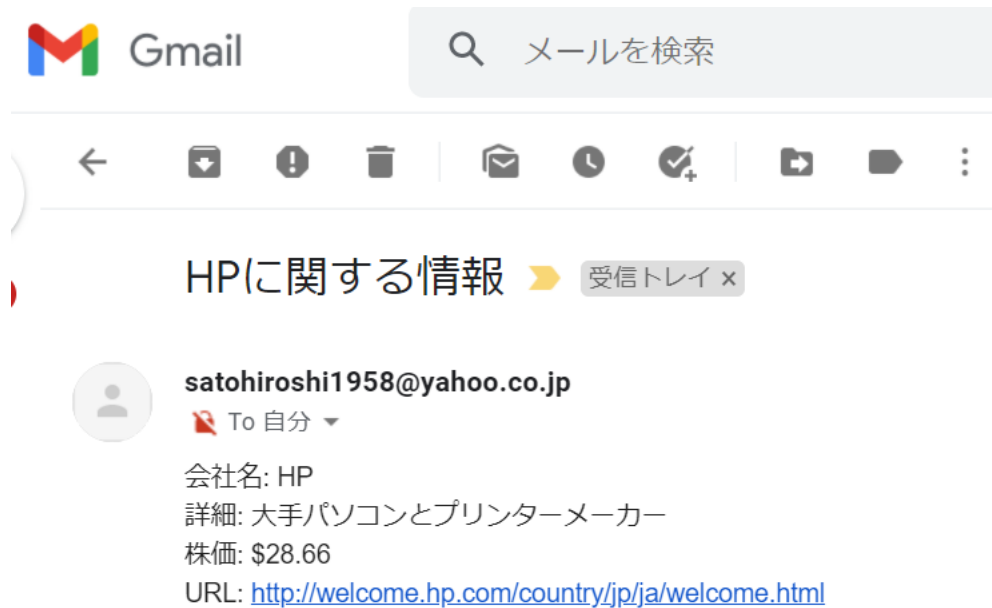 Gmail
メールを検索
HPに関する情報 受信トレイ ×
satohiroshi1958@yahoo.co.jp
To 自分
会社名: HP
詳細: 大手パソコンとプリンターメーカー
株価: $28.66
URL: http://welcome.hp.com/country/jp/ja/welcome.html